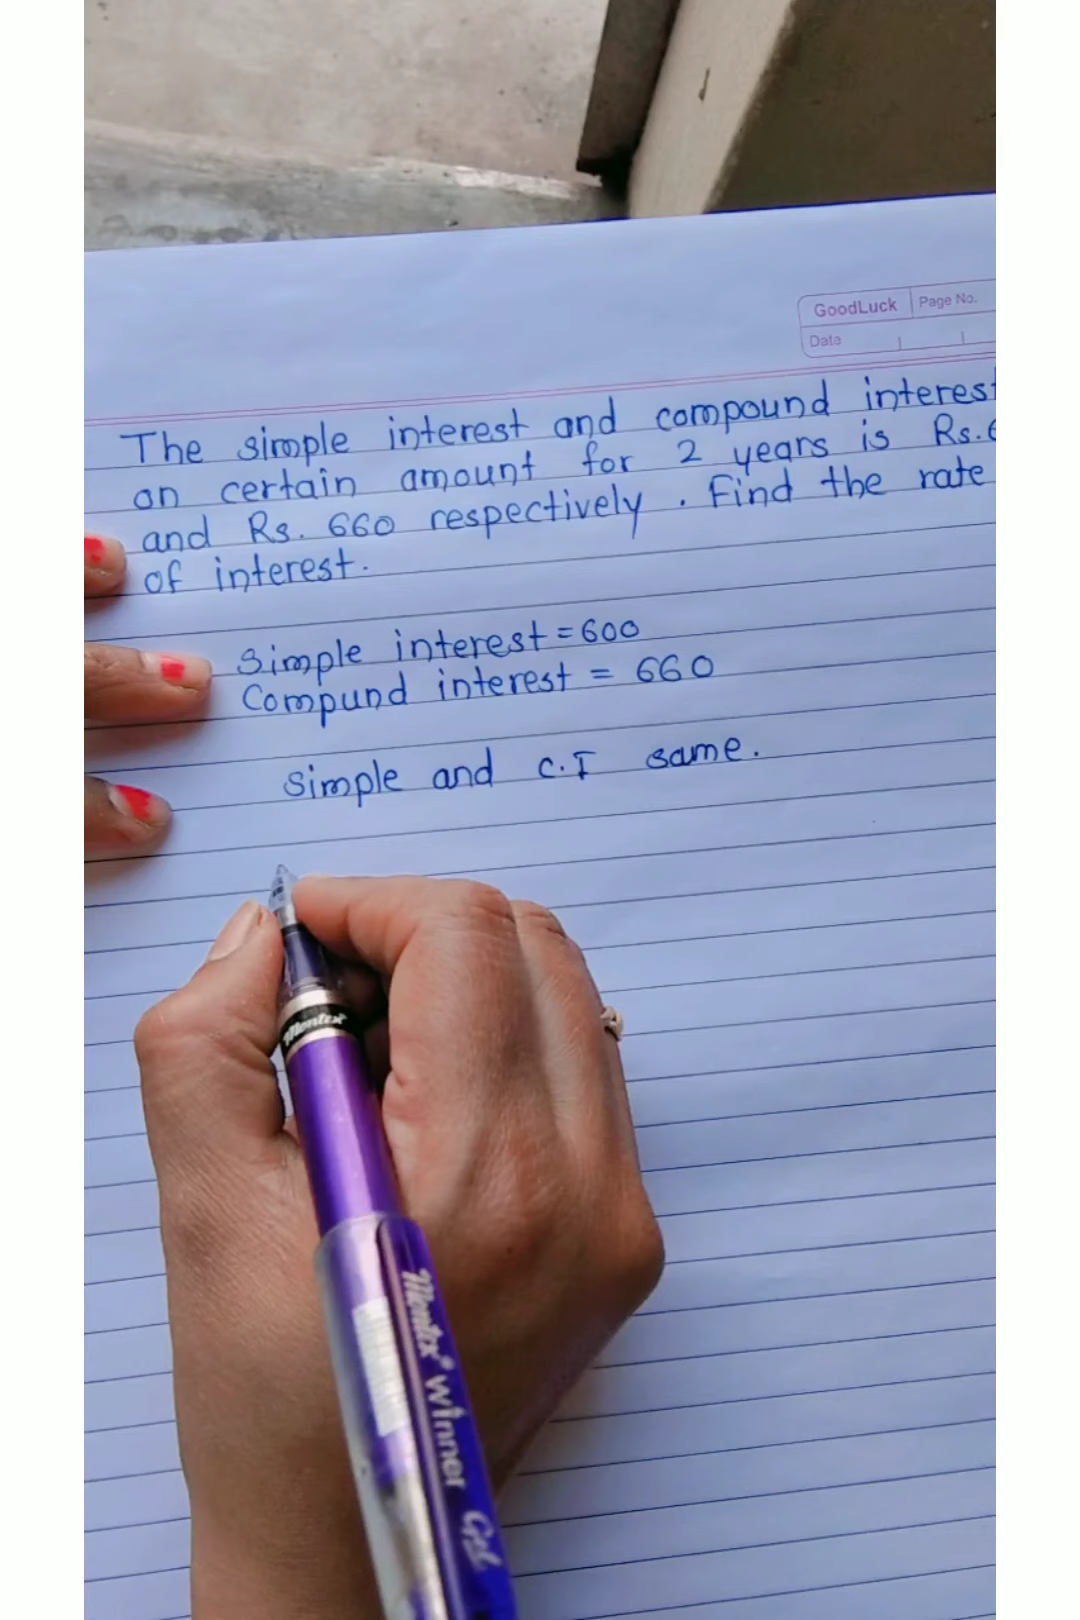 GoodLuck Page No.
Date
The simple interest and compound interest
on certain amount for 2 years is Rs.
and Rs. 660 respectively. Find the rate
of interest.
Simple interest = 600
Compund interest = 660
Simple and C.I same.
Montex
Montex winner Gel